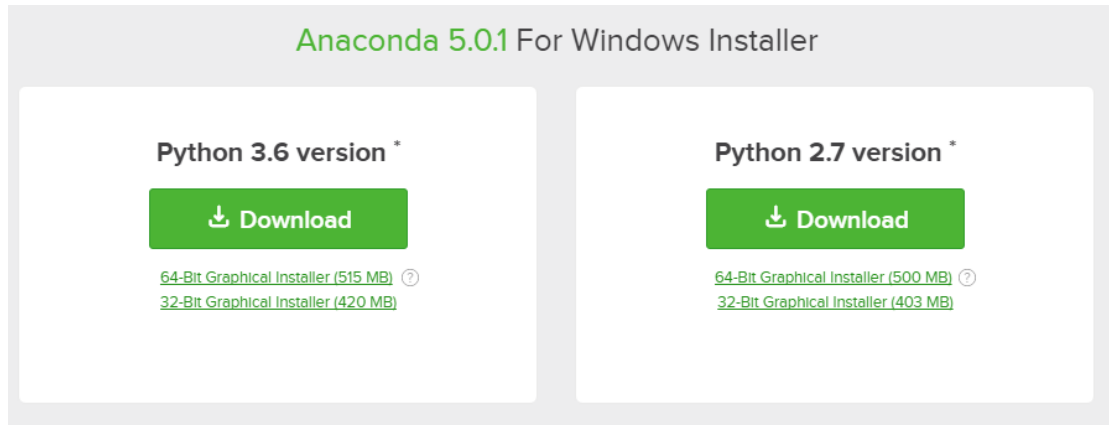 Anaconda 5.0.1 For Windows Installer
Python 3.6 version *
Download
64-Bit Graphical Installer (515 MB) ?
32-Bit Graphical Installer (420 MB)
Python 2.7 version *
Download
64-Bit Graphical Installer (500 MB) ?
32-Bit Graphical Installer (403 MB)